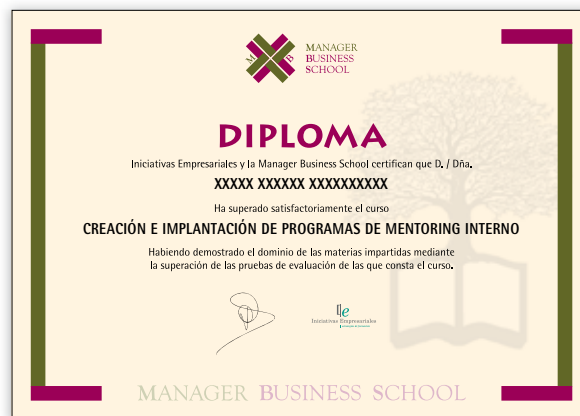 M B
MANAGER
BUSINESS
SCHOOL
DIPLOMA
Iniciativas Empresariales y la Manager Business School certifican que D. / Dña.
XXXXX XXXXXX XXXXXXXXXX
Ha superado satisfactoriamente el curso
CREACIÓN E IMPLANTACIÓN DE PROGRAMAS DE MENTORING INTERNO
Habiendo demostrado el dominio de las materias impartidas mediante
la superación de las pruebas de evaluación de las que consta el curso.
Iniciativas Empresariales
MANAGER BUSINESS SCHOOL